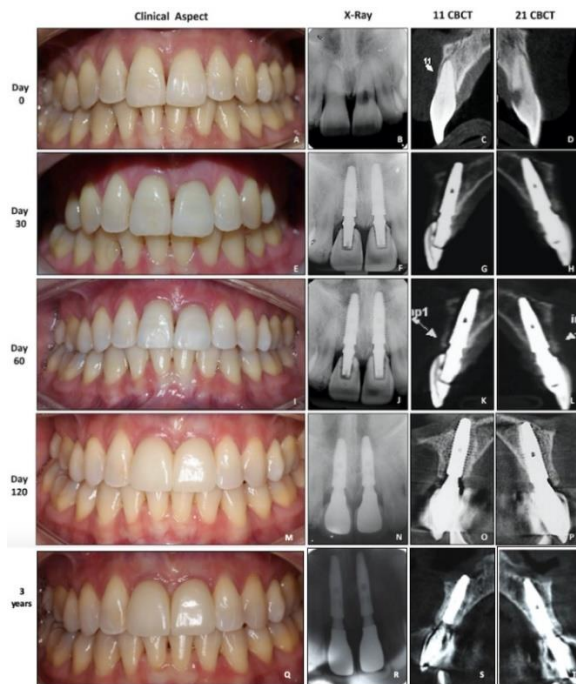 Clinical Aspect X-Ray 11 CBCT 21 CBCT
Day
0
11
A B C D
Day
30
E F G H
Day
60
I J K L
Day
120
M N O P
3
years
Q R S